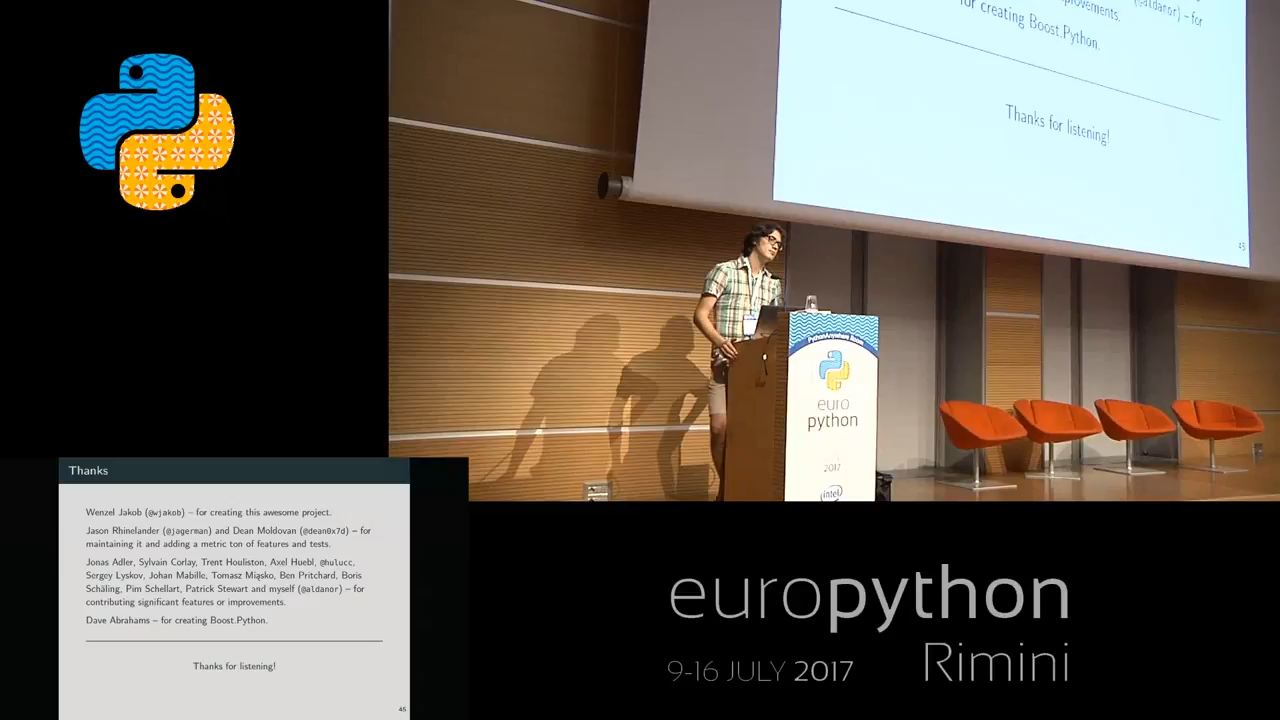 (@aldanor) – for
improvements.
for creating Boost.Python.
Thanks for listening!
45
euro
python
2017
intel
Thanks
Wenzel Jakob (@wjakob) – for creating this awesome project.
Jason Rhinelander (@jagerman) and Dean Moldovan (@dean0x7d) – for
maintaining it and adding a metric ton of features and tests.
Jonas Adler, Sylvain Corlay, Trent Houliston, Axel Huebl, @hulucc,
Sergey Lyskov, Johan Mabille, Tomasz Miąsko, Ben Pritchard, Boris
Schäling, Pim Schellart, Patrick Stewart and myself (@aldanor) – for
contributing significant features or improvements.
Dave Abrahams – for creating Boost.Python.
Thanks for listening!
45
europython
Rimini
9-16 JULY 2017